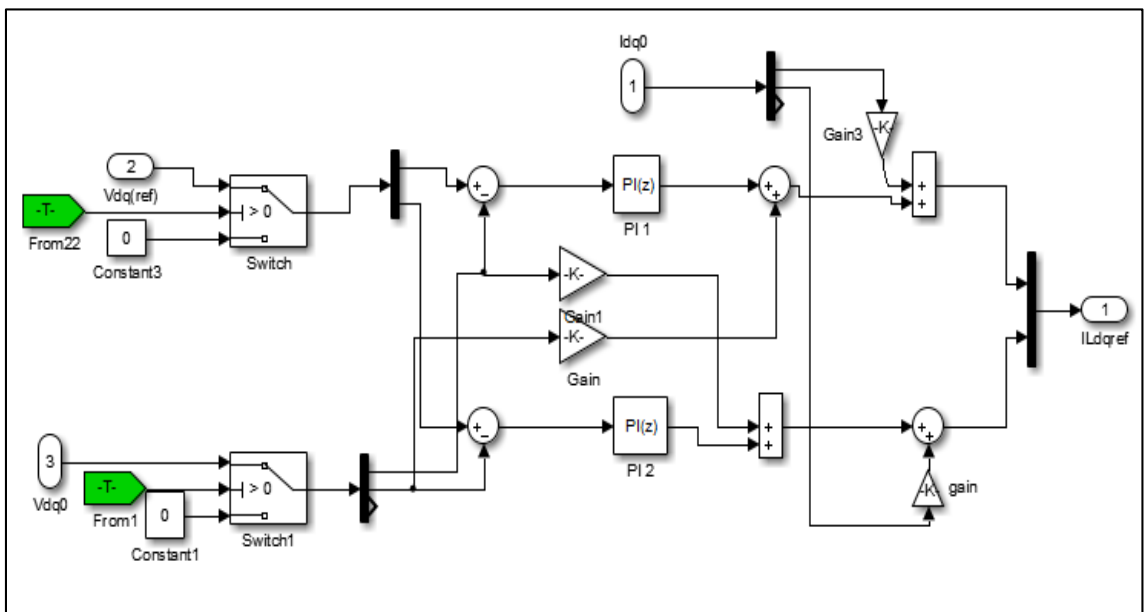 Idq0
1
-K-
Gain3
2
Vdq(ref)
-T-
From22
0
Constant3
> 0
Switch
+
-
PI(z)
PI 1
+
+
+
+
-K-
Gain1
-K-
Gain
1
ILdqref
3
Vdq0
-T-
From1
0
Constant1
> 0
Switch1
+
-
PI(z)
PI 2
+
+
+
+
-K-
gain